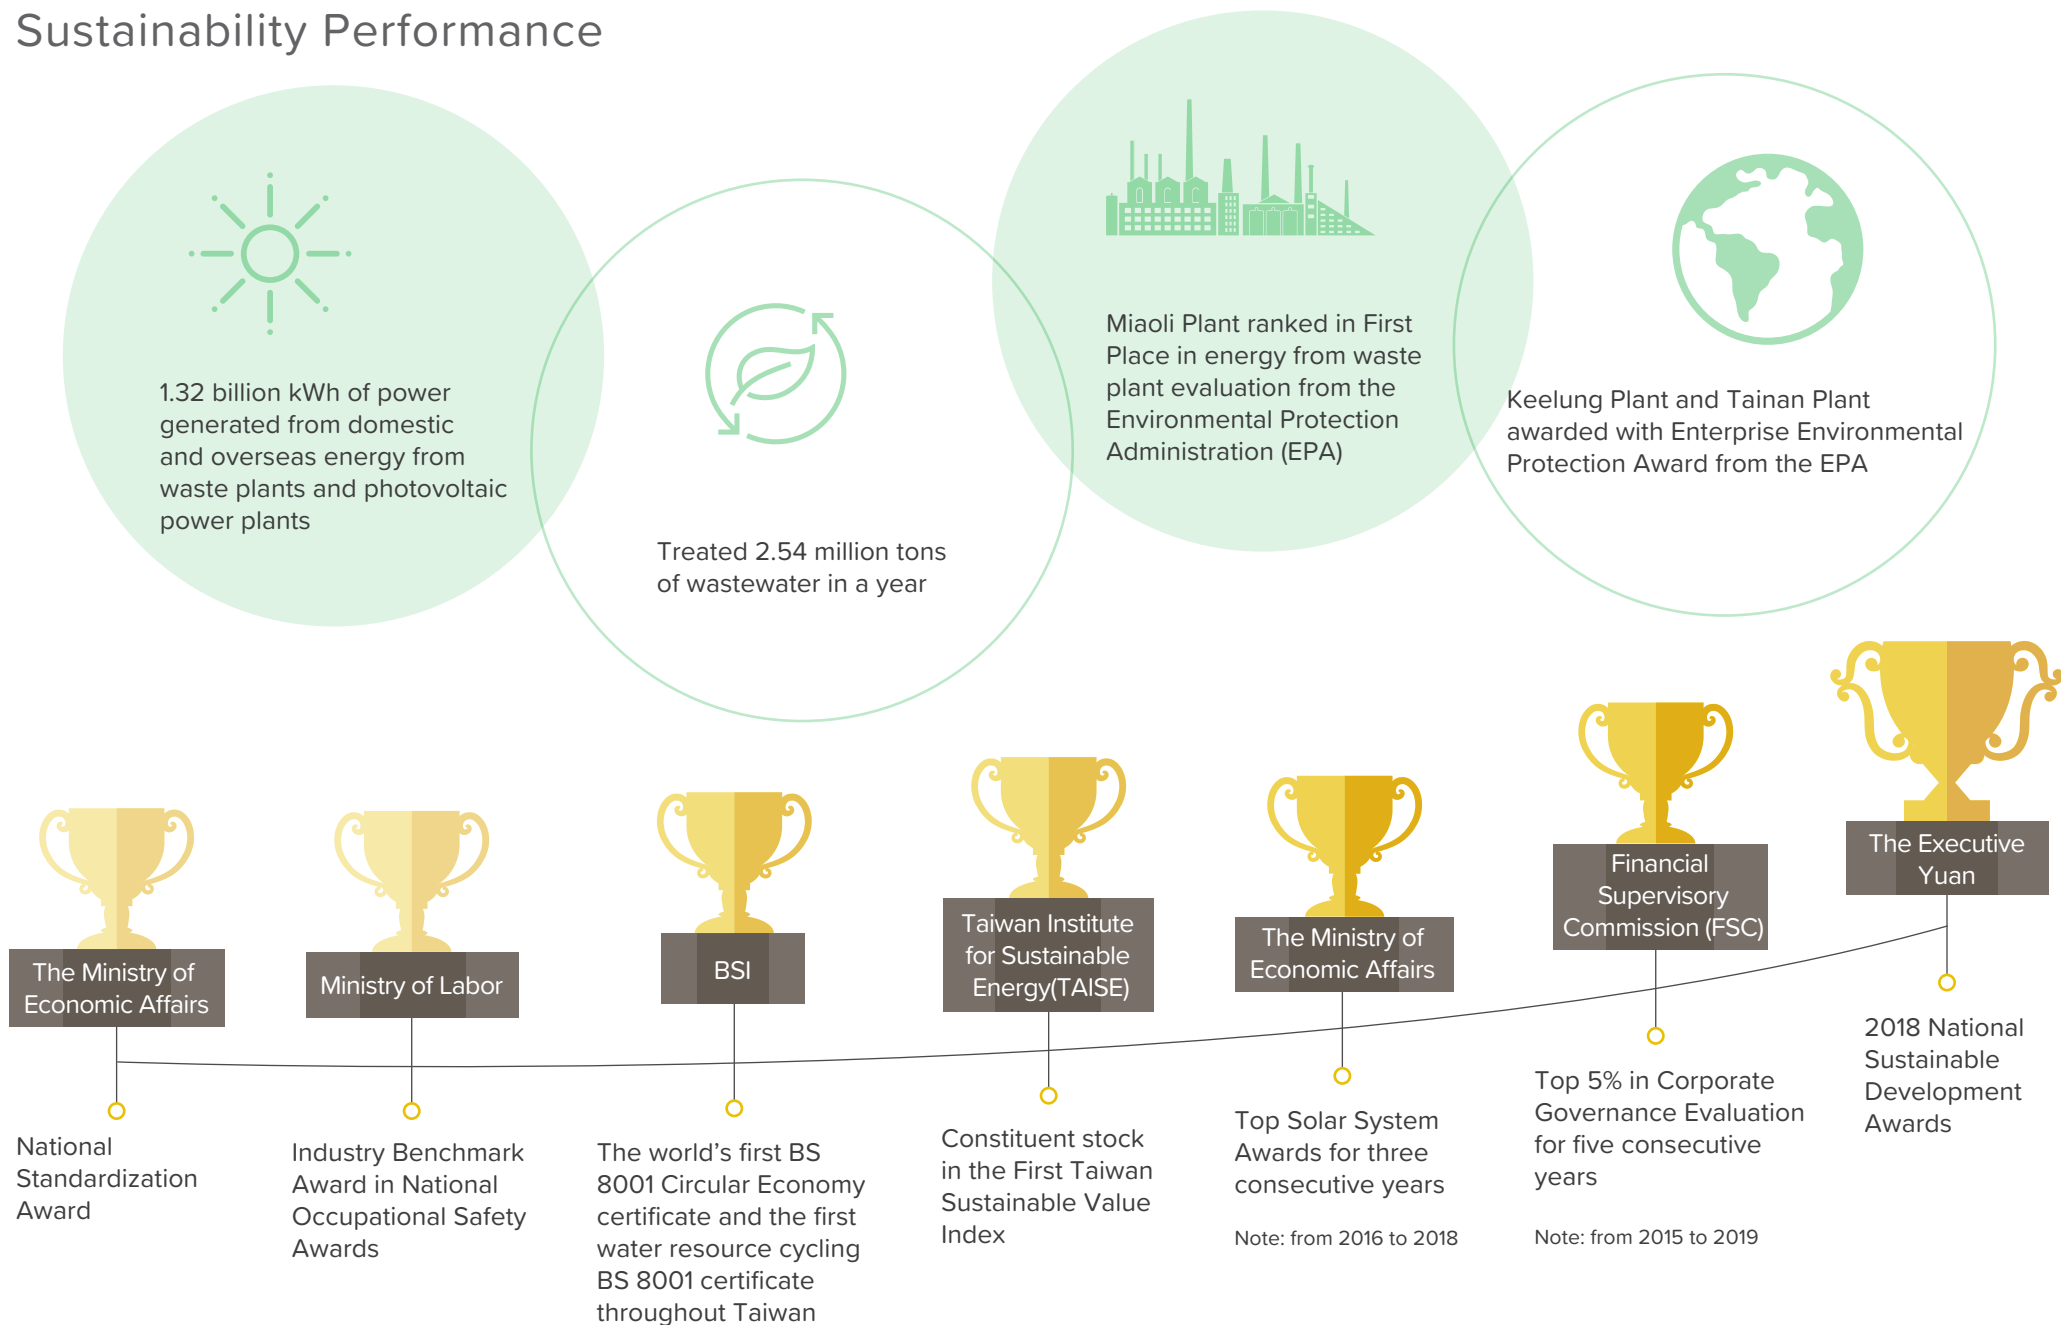 Sustainability Performance
1.32 billion kWh of power
generated from domestic
and overseas energy from
waste plants and photovoltaic
power plants
Treated 2.54 million tons
of wastewater in a year
Miaoli Plant ranked in First
Place in energy from waste
plant evaluation from the
Environmental Protection
Administration (EPA)
Keelung Plant and Tainan Plant
awarded with Enterprise Environmental
Protection Award from the EPA
The Ministry of
Economic Affairs
National
Standardization
Award
Ministry of Labor
Industry Benchmark
Award in National
Occupational Safety
Awards
BSI
The world's first BS
8001 Circular Economy
certificate and the first
water resource cycling
BS 8001 certificate
throughout Taiwan
Taiwan Institute
for Sustainable
Energy(TAISE)
Constituent stock
in the First Taiwan
Sustainable Value
Index
The Ministry of
Economic Affairs
Top Solar System
Awards for three
consecutive years
Note: from 2016 to 2018
Financial
Supervisory
Commission (FSC)
Top 5% in Corporate
Governance Evaluation
for five consecutive
years
Note: from 2015 to 2019
The Executive
Yuan
2018 National
Sustainable
Development
Awards